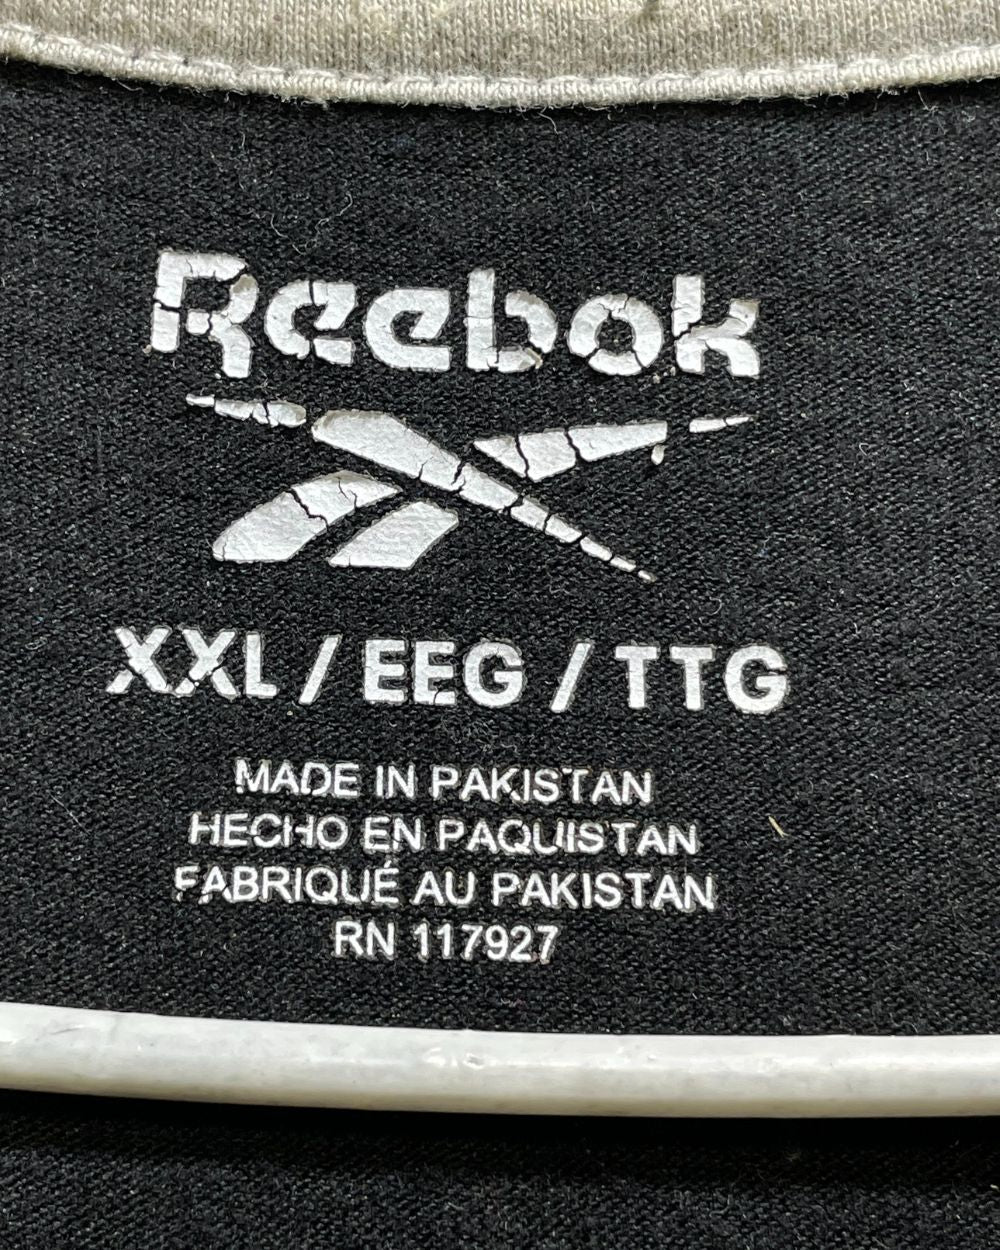 Reebok
XXL / EEG / TTG
MADE IN PAKISTAN
HECHO EN PAQUISTAN
FABRIQUÉ AU PAKISTAN
RN 117927